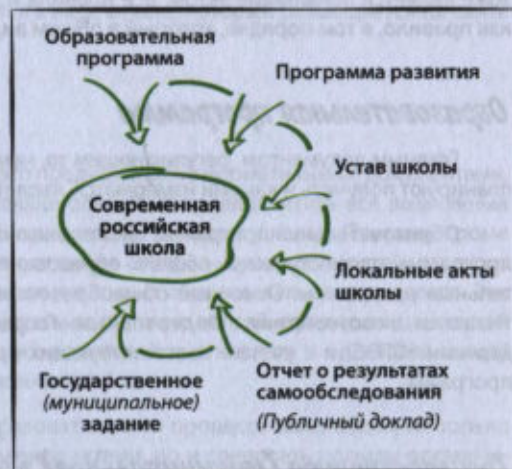 Образовательная
программа
Программа развития
Устав школы
Современная
российская
школа
Локальные акты
школы
Государственное
(муниципальное)
задание
Отчет о результатах
самообследования
(Публичный доклад)